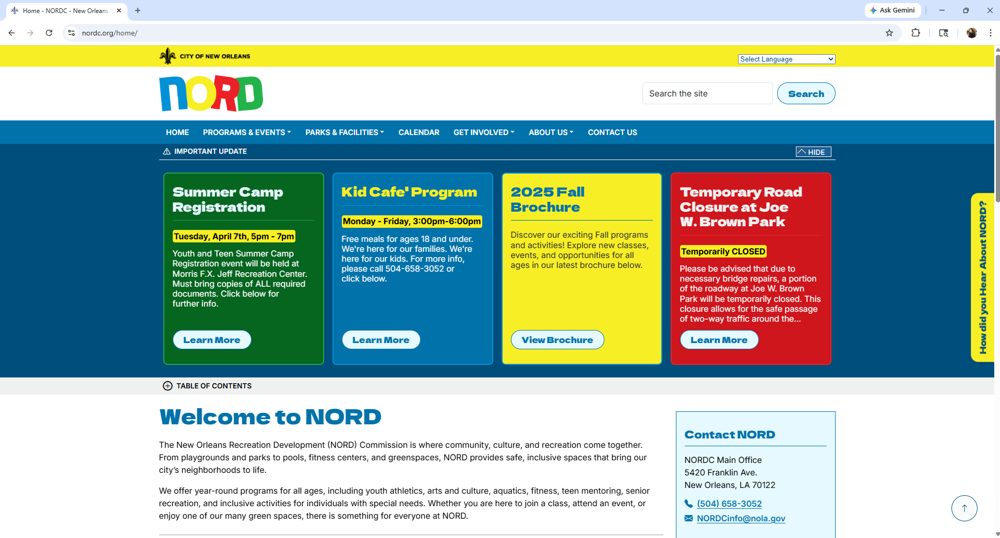 Home - NORDC - New Orleans
Ask Gemini
nordc.org/home/
CITY OF NEW ORLEANS
Select Language
NORD
Search the site
Search
HOME
PROGRAMS & EVENTS
PARKS & FACILITIES
CALENDAR
GET INVOLVED
ABOUT US
CONTACT US
IMPORTANT UPDATE
HIDE
Summer Camp
Registration
Tuesday, April 7th, 5pm - 7pm
Youth and Teen Summer Camp
Registration event will be held at
Morris F.X. Jeff Recreation Center.
Must bring copies of ALL required
documents. Click below for
further info.
Learn More
Kid Cafe' Program
Monday - Friday, 3:00pm-6:00pm
Free meals for ages 18 and under.
We're here for our families. We're
here for our kids. For more info,
please call 504-658-3052 or
click below.
Learn More
2025 Fall
Brochure
Discover our exciting Fall programs
and activities! Explore new classes,
events, and opportunities for all
ages in our latest brochure below.
View Brochure
Temporary Road
Closure at Joe
W. Brown Park
Temporarily CLOSED
Please be advised that due to
necessary bridge repairs, a portion
of the roadway at Joe W. Brown
Park will be temporarily closed. This
closure allows for the safe passage
of two-way traffic around the...
Learn More
How did you Hear About NORD?
TABLE OF CONTENTS
Welcome to NORD
The New Orleans Recreation Development (NORD) Commission is where community, culture, and recreation come together.
From playgrounds and parks to pools, fitness centers, and greenspaces, NORD provides safe, inclusive spaces that bring our
city's neighborhoods to life.
We offer year-round programs for all ages, including youth athletics, arts and culture, aquatics, fitness, teen mentoring, senior
recreation, and inclusive activities for individuals with special needs. Whether you are here to join a class, attend an event, or
enjoy one of our many green spaces, there is something for everyone at NORD.
Contact NORD
NORDC Main Office
5420 Franklin Ave.
New Orleans, LA 70122
(504) 658-3052
NORDCinfo@nola.gov